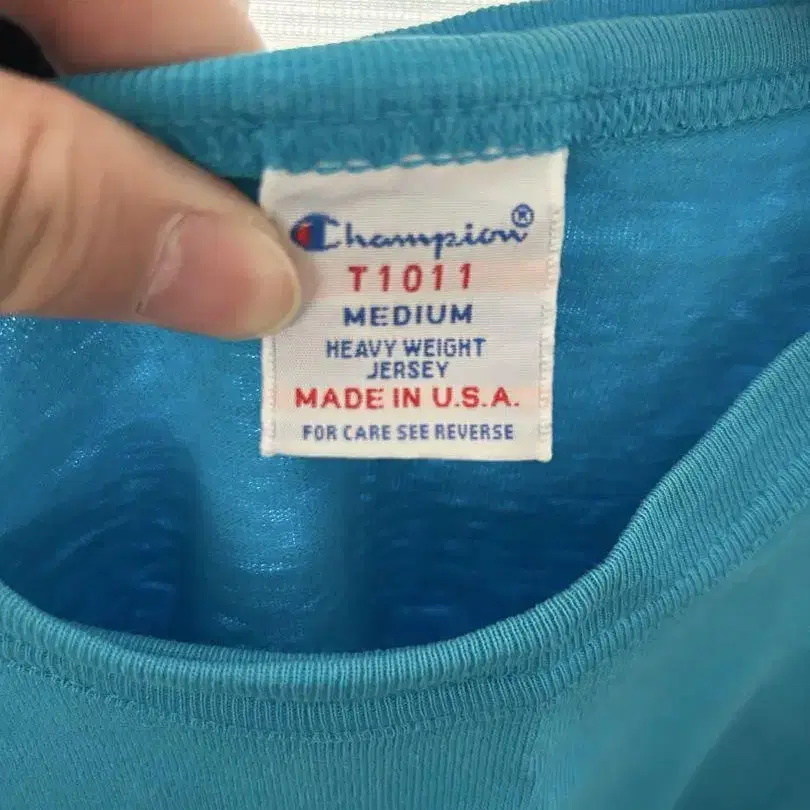 Champion®
T1011
MEDIUM
HEAVY WEIGHT
JERSEY
MADE IN U.S.A.
FOR CARE SEE REVERSE